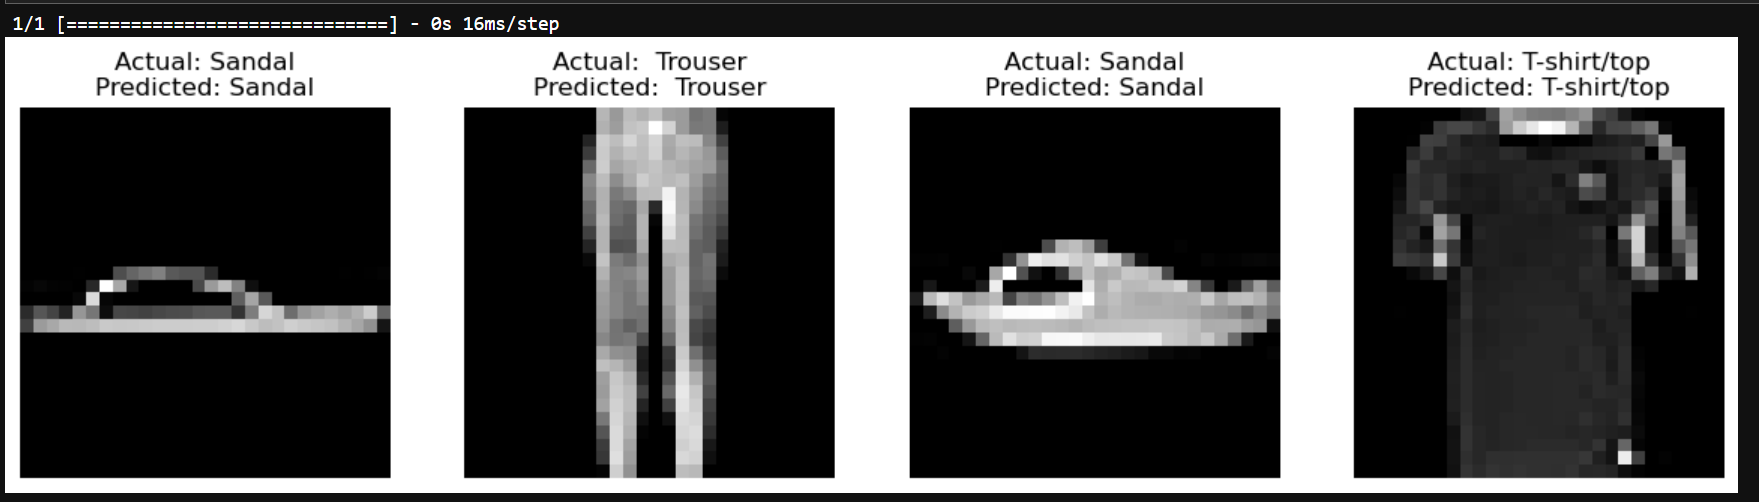 1/1 [==============================] - 0s 16ms/step
Actual: Sandal
Predicted: Sandal
Actual:  Trouser
Predicted:  Trouser
Actual: Sandal
Predicted: Sandal
Actual: T-shirt/top
Predicted: T-shirt/top